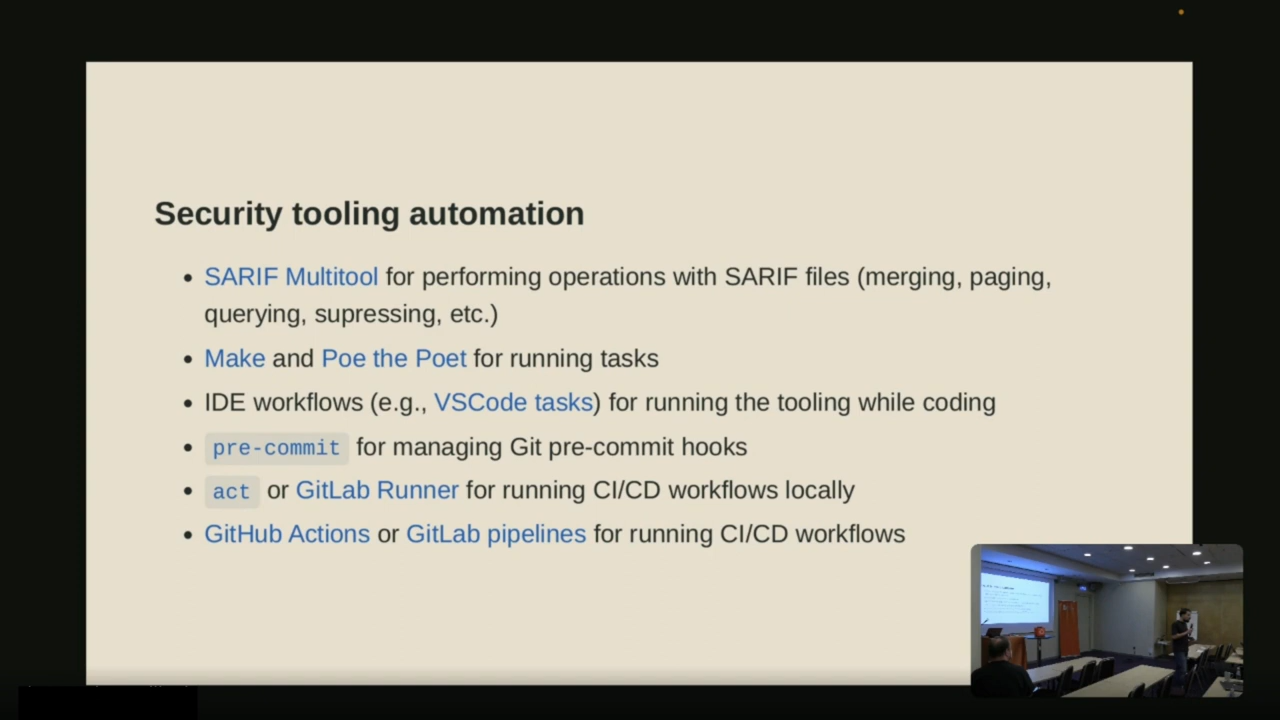 Security tooling automation
SARIF Multitool for performing operations with SARIF files (merging, paging,
querying, supressing, etc.)
Make and Poe the Poet for running tasks
IDE workflows (e.g., VSCode tasks) for running the tooling while coding
pre-commit for managing Git pre-commit hooks
act or GitLab Runner for running CI/CD workflows locally
GitHub Actions or GitLab pipelines for running CI/CD workflows